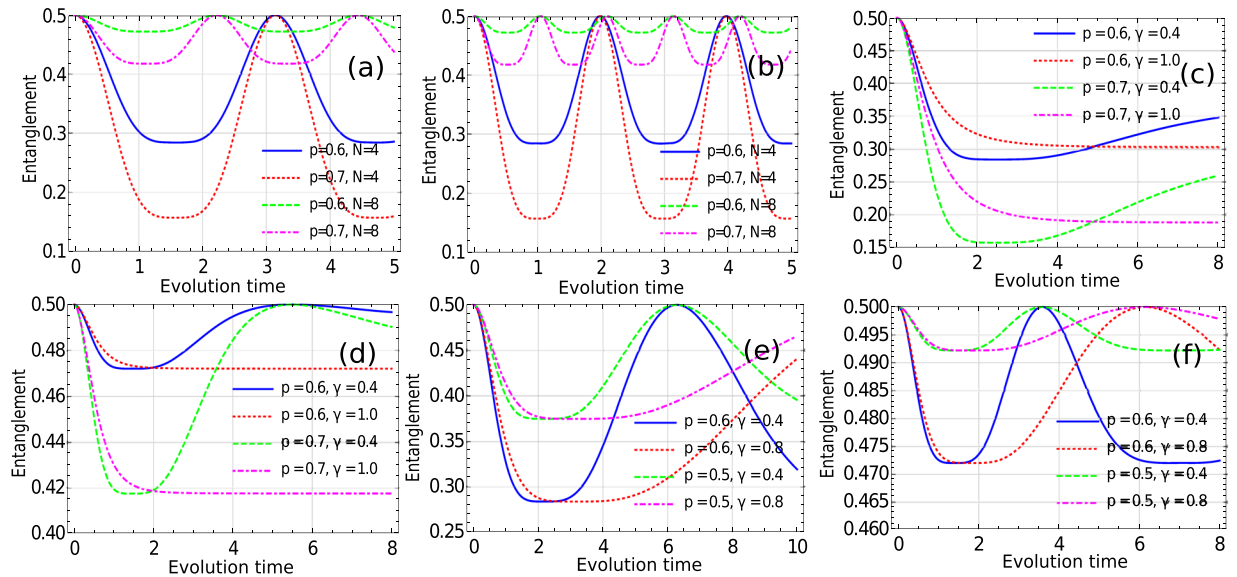 0.5
0.4
0.3
0.2
0.1
Entanglement
(a)
p=0.6, N=4
p=0.7, N=4
p=0.6, N=8
p=0.7, N=8
0 1 2 3 4 5
Evolution time
0.5
0.4
0.3
0.2
0.1
Entanglement
(b)
p=0.6, N=4
p=0.7, N=4
p=0.6, N=8
p=0.7, N=8
0 1 2 3 4 5
Evolution time
0.50
0.45
0.40
0.35
0.30
0.25
0.20
0.15
Entanglement
(c)
p=0.6, γ=0.4
p=0.6, γ=1.0
p=0.7, γ=0.4
p=0.7, γ=1.0
0 2 4 6 8
Evolution time
0.50
0.48
0.46
0.44
0.42
0.40
Entanglement
(d)
p=0.6, γ=0.4
p=0.6, γ=1.0
p=0.7, γ=0.4
p=0.7, γ=1.0
0 2 4 6 8
Evolution time
0.50
0.45
0.40
0.35
0.30
0.25
Entanglement
(e)
p=0.6, γ=0.4
p=0.6, γ=0.8
p=0.5, γ=0.4
p=0.5, γ=0.8
0 2 4 6 8 10
Evolution time
0.500
0.495
0.490
0.485
0.480
0.475
0.470
0.465
0.460
Entanglement
(f)
p=0.6, γ=0.4
p=0.6, γ=0.8
p=0.5, γ=0.4
p=0.5, γ=0.8
0 2 4 6 8
Evolution time